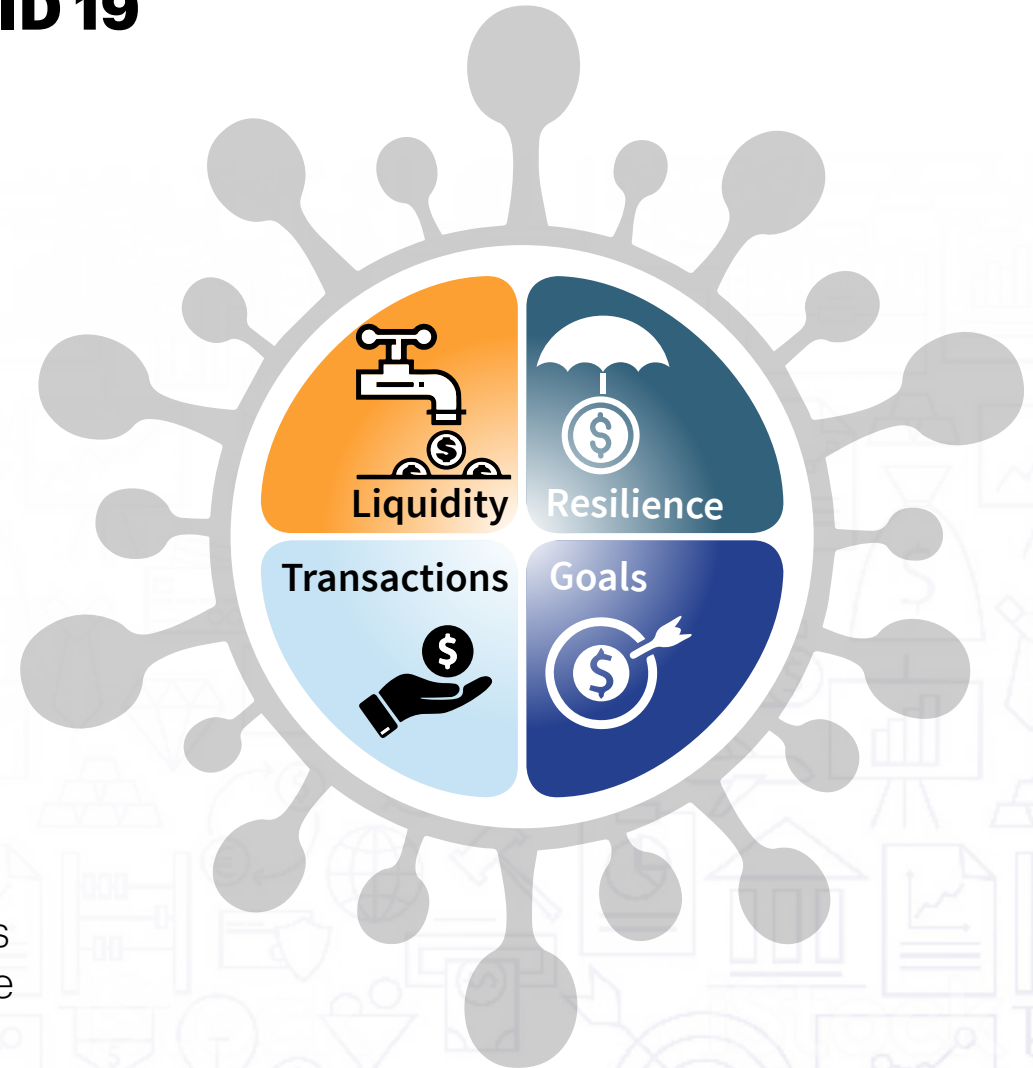 ID 19
Liquidity
Resilience
Transactions
Goals
s
e